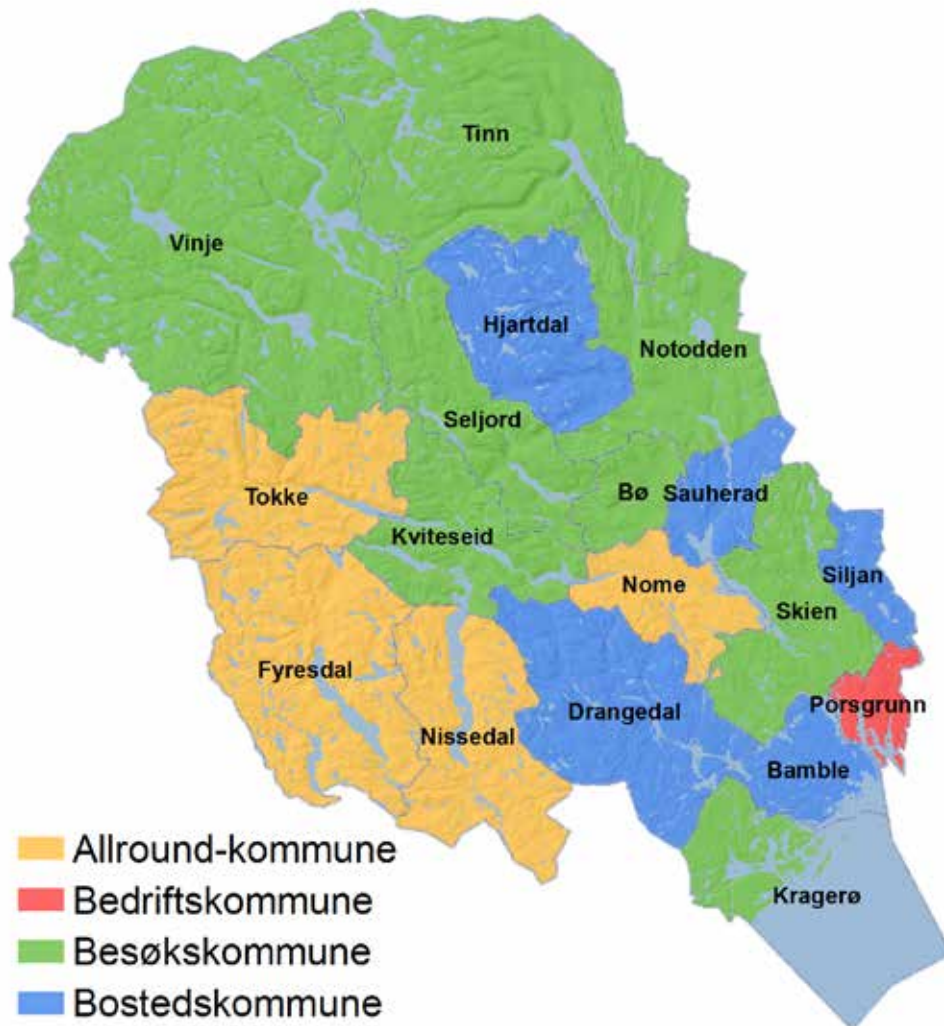 Tinn
Vinje
Hjartdal
Notodden
Seljord
Bø
Sauherad
Tokke
Kviteseid
Nome
Siljan
Skien
Fyresdal
Porsgrunn
Drangedal
Nissedal
Bamble
Kragerø
Allround-kommune
Bedriftskommune
Besøkskommune
Bostedskommune